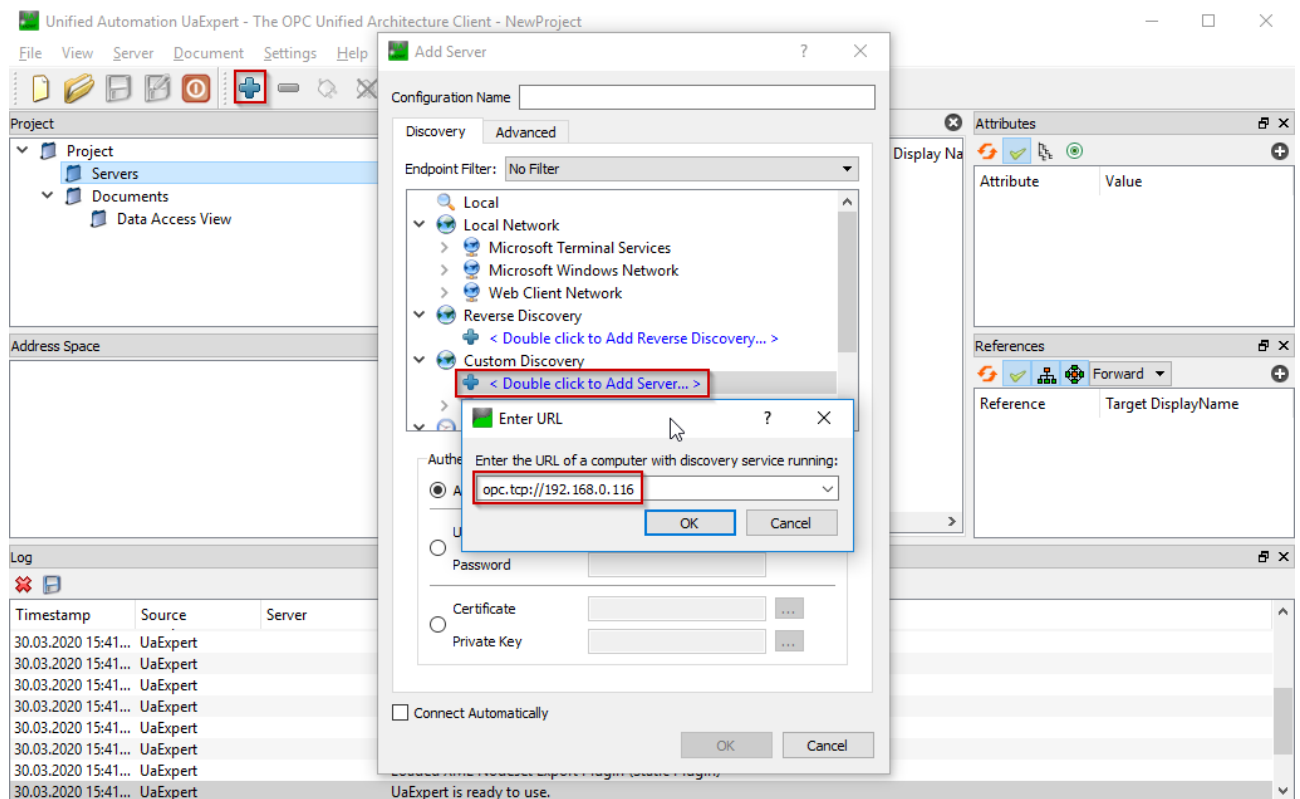 Unified Automation UaExpert - The OPC Unified Architecture Client - NewProject
File View Server Document Settings Help
Add Server ?
Configuration Name
Project
Discovery Advanced
Attributes
Project
Servers
Documents
Data Access View
Endpoint Filter: No Filter
Display Na
Attribute Value
Local
Local Network
Microsoft Terminal Services
Microsoft Windows Network
Web Client Network
Reverse Discovery
< Double click to Add Reverse Discovery... >
Custom Discovery
< Double click to Add Server... >
Address Space
References
Forward
Reference Target DisplayName
Enter URL ?
Enter the URL of a computer with discovery service running:
opc.tcp://192.168.0.116
OK Cancel
Authe
A
U
Password
Certificate ...
Private Key ...
Connect Automatically
OK Cancel
Log
Timestamp Source Server
30.03.2020 15:41... UaExpert
30.03.2020 15:41... UaExpert
30.03.2020 15:41... UaExpert
30.03.2020 15:41... UaExpert
30.03.2020 15:41... UaExpert
30.03.2020 15:41... UaExpert
30.03.2020 15:41... UaExpert
30.03.2020 15:41... UaExpert UaExpert is ready to use.